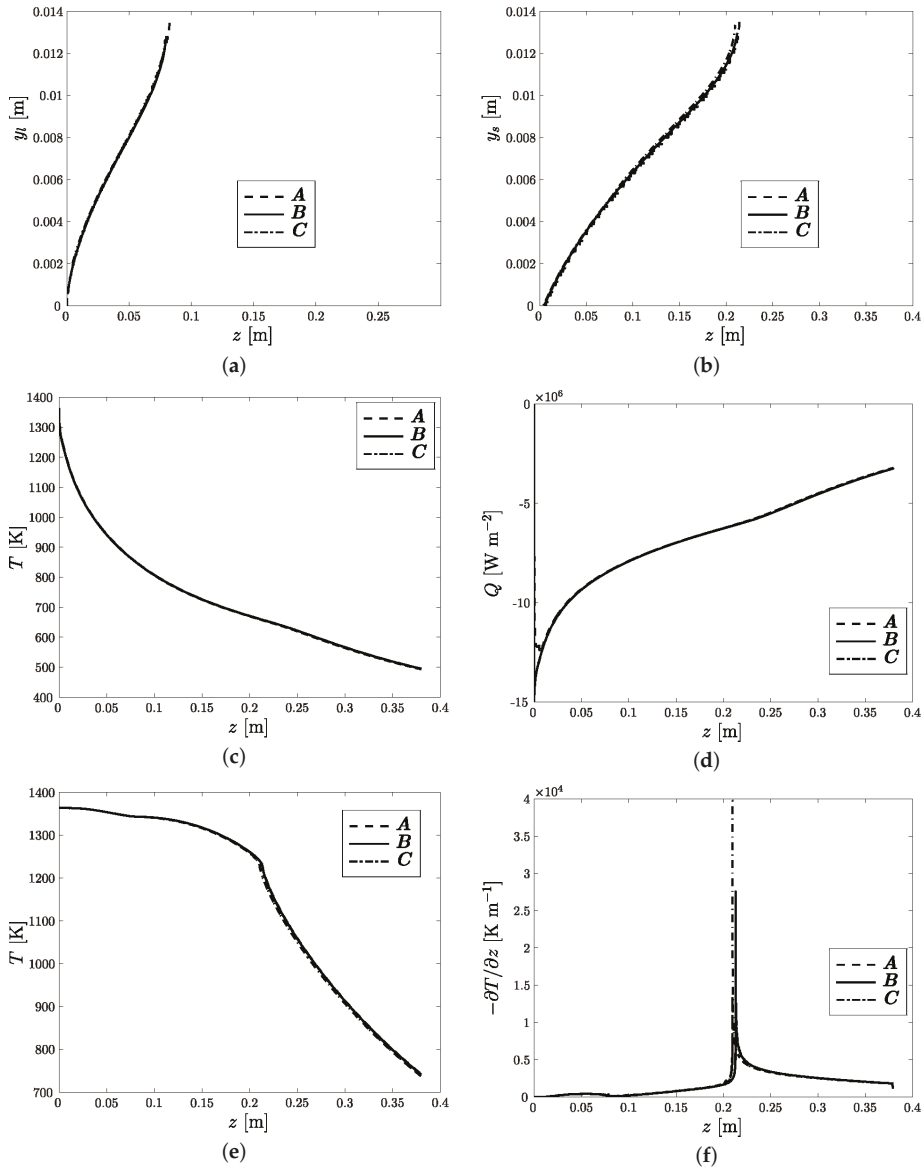 0.014
0.012
0.01
0.008
0.006
0.004
0.002
0
y_l [m]
A
B
C
0 0.05 0.1 0.15 0.2 0.25
z [m]
(a)
0.014
0.012
0.01
0.008
0.006
0.004
0.002
0
y_s [m]
A
B
C
0 0.05 0.1 0.15 0.2 0.25 0.3 0.35 0.4
z [m]
(b)
1400
1300
1200
1100
1000
900
800
700
600
500
400
T [K]
A
B
C
0 0.05 0.1 0.15 0.2 0.25 0.3 0.35 0.4
z [m]
(c)
×10⁶
0
-5
-10
-15
Q [W m⁻²]
A
B
C
0 0.05 0.1 0.15 0.2 0.25 0.3 0.35 0.4
z [m]
(d)
1400
1300
1200
1100
1000
900
800
700
T [K]
A
B
C
0 0.05 0.1 0.15 0.2 0.25 0.3 0.35 0.4
z [m]
(e)
×10⁴
4
3.5
3
2.5
2
1.5
1
0.5
0
−∂T/∂z [K m⁻¹]
A
B
C
0 0.05 0.1 0.15 0.2 0.25 0.3 0.35 0.4
z [m]
(f)